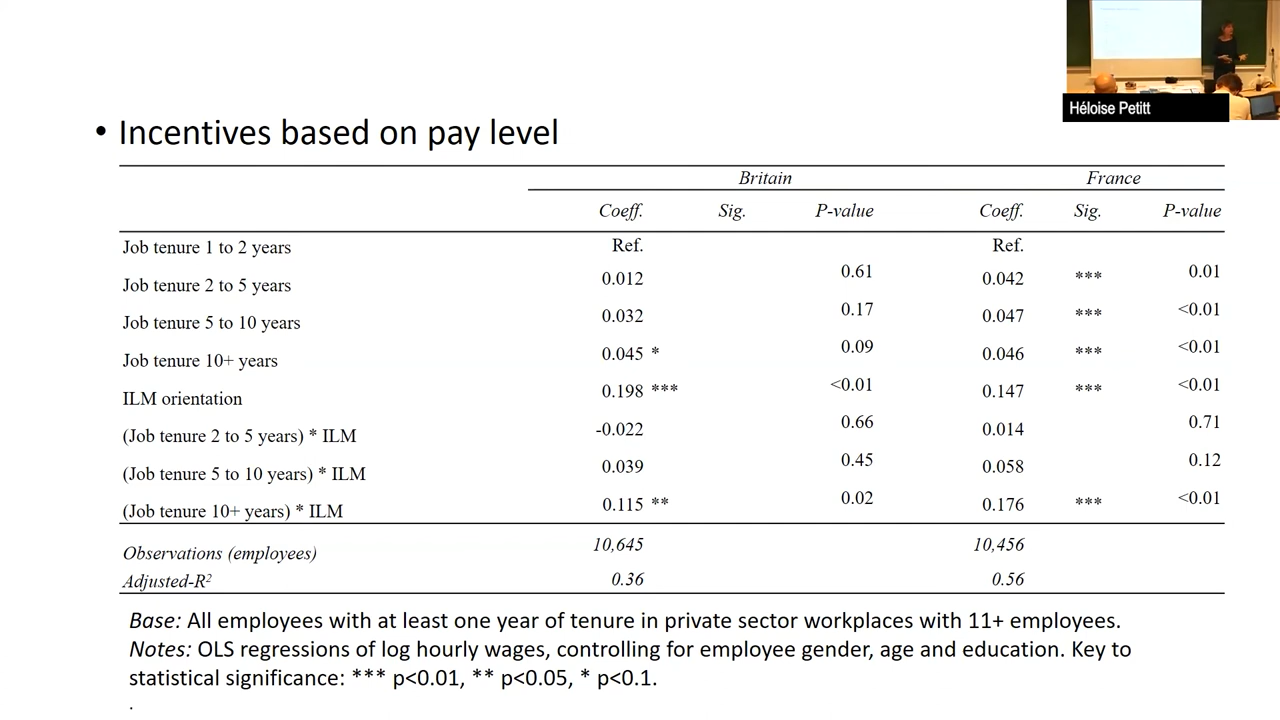 Héloise Petitt
• Incentives based on pay level
Britain France
Coeff. Sig. P-value Coeff. Sig. P-value
Job tenure 1 to 2 years Ref. Ref.
Job tenure 2 to 5 years 0.012 0.61 0.042 *** 0.01
Job tenure 5 to 10 years 0.032 0.17 0.047 *** <0.01
Job tenure 10+ years 0.045 * 0.09 0.046 *** <0.01
ILM orientation 0.198 *** <0.01 0.147 *** <0.01
(Job tenure 2 to 5 years) * ILM -0.022 0.66 0.014 0.71
(Job tenure 5 to 10 years) * ILM 0.039 0.45 0.058 0.12
(Job tenure 10+ years) * ILM 0.115 ** 0.02 0.176 *** <0.01
Observations (employees) 10,645 10,456
Adjusted-R² 0.36 0.56
Base: All employees with at least one year of tenure in private sector workplaces with 11+ employees.
Notes: OLS regressions of log hourly wages, controlling for employee gender, age and education. Key to
statistical significance: *** p<0.01, ** p<0.05, * p<0.1.
.